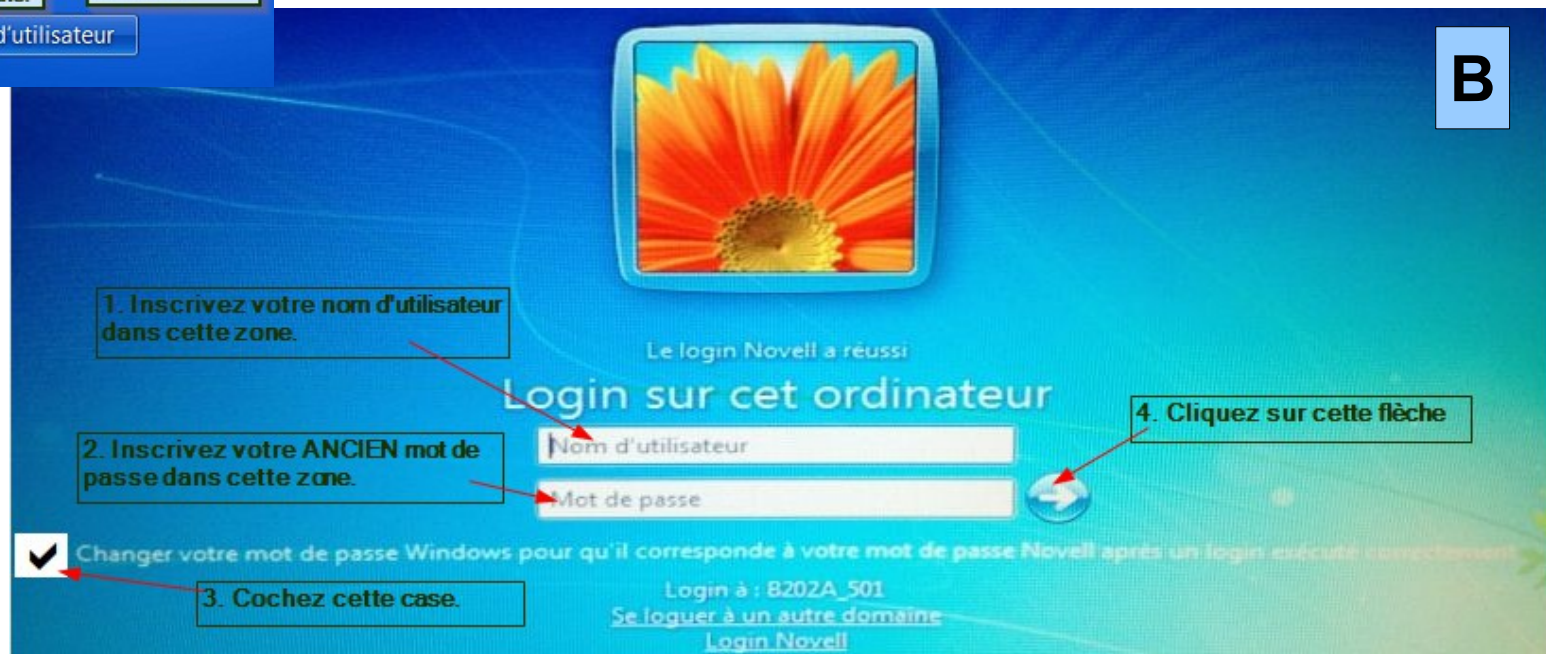 d'utilisateur
B
1. Inscrivez votre nom d'utilisateur
dans cette zone.
Le login Novell a réussi
Login sur cet ordinateur
4. Cliquez sur cette flèche
Nom d'utilisateur
2. Inscrivez votre ANCIEN mot de
passe dans cette zone.
Mot de passe
Changer votre mot de passe Windows pour qu'il corresponde à votre mot de passe Novell après un login exécuté correctement
3. Cochez cette case.
Login à : B202A_501
Se loguer à un autre domaine
Login Novell